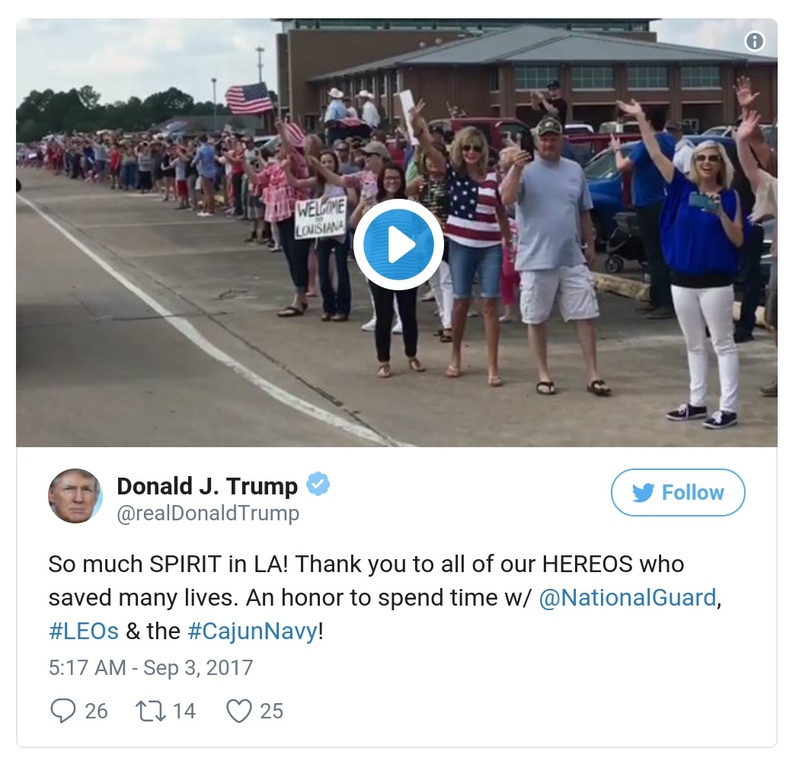 WELCOME
TO
LOUISIANA
Donald J. Trump
@realDonaldTrump
Follow
So much SPIRIT in LA! Thank you to all of our HEREOS who
saved many lives. An honor to spend time w/ @NationalGuard,
#LEOs & the #CajunNavy!
5:17 AM - Sep 3, 2017
26 14 25